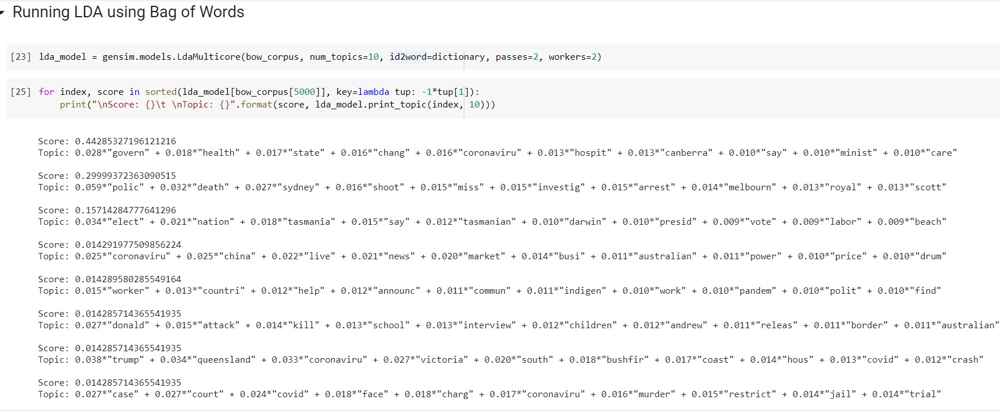 Running LDA using Bag of Words
[23] lda_model = gensim.models.LdaMulticore(bow_corpus, num_topics=10, id2word=dictionary, passes=2, workers=2)
[25] for index, score in sorted(lda_model[bow_corpus[5000]], key=lambda tup: -1*tup[1]):
print("\nScore: {}\t \nTopic: {}".format(score, lda_model.print_topic(index, 10)))
Score: 0.44285327196121216
Topic: 0.028*"govern" + 0.018*"health" + 0.017*"state" + 0.016*"chang" + 0.016*"coronaviru" + 0.013*"hospit" + 0.013*"canberra" + 0.010*"say" + 0.010*"minist" + 0.010*"care"
Score: 0.29999372363090515
Topic: 0.059*"polic" + 0.032*"death" + 0.027*"sydney" + 0.016*"shoot" + 0.015*"miss" + 0.015*"investig" + 0.015*"arrest" + 0.014*"melbourn" + 0.013*"royal" + 0.013*"scott"
Score: 0.15714284777641296
Topic: 0.034*"elect" + 0.021*"nation" + 0.018*"tasmania" + 0.015*"say" + 0.012*"tasmanian" + 0.010*"darwin" + 0.010*"presid" + 0.009*"vote" + 0.009*"labor" + 0.009*"beach"
Score: 0.014291977509856224
Topic: 0.025*"coronaviru" + 0.025*"china" + 0.022*"live" + 0.021*"news" + 0.020*"market" + 0.014*"busi" + 0.011*"australian" + 0.011*"power" + 0.010*"price" + 0.010*"drum"
Score: 0.014289580285549164
Topic: 0.015*"worker" + 0.013*"countri" + 0.012*"help" + 0.012*"announc" + 0.011*"commun" + 0.011*"indigen" + 0.010*"work" + 0.010*"pandem" + 0.010*"polit" + 0.010*"find"
Score: 0.014285714365541935
Topic: 0.027*"donald" + 0.015*"attack" + 0.014*"kill" + 0.013*"school" + 0.013*"interview" + 0.012*"children" + 0.012*"andrew" + 0.011*"releas" + 0.011*"border" + 0.011*"australian"
Score: 0.014285714365541935
Topic: 0.038*"trump" + 0.034*"queensland" + 0.033*"coronaviru" + 0.027*"victoria" + 0.020*"south" + 0.018*"bushfir" + 0.017*"coast" + 0.014*"hous" + 0.013*"covid" + 0.012*"crash"
Score: 0.014285714365541935
Topic: 0.027*"case" + 0.027*"court" + 0.024*"covid" + 0.018*"face" + 0.018*"charg" + 0.017*"coronaviru" + 0.016*"murder" + 0.015*"restrict" + 0.014*"jail" + 0.014*"trial"